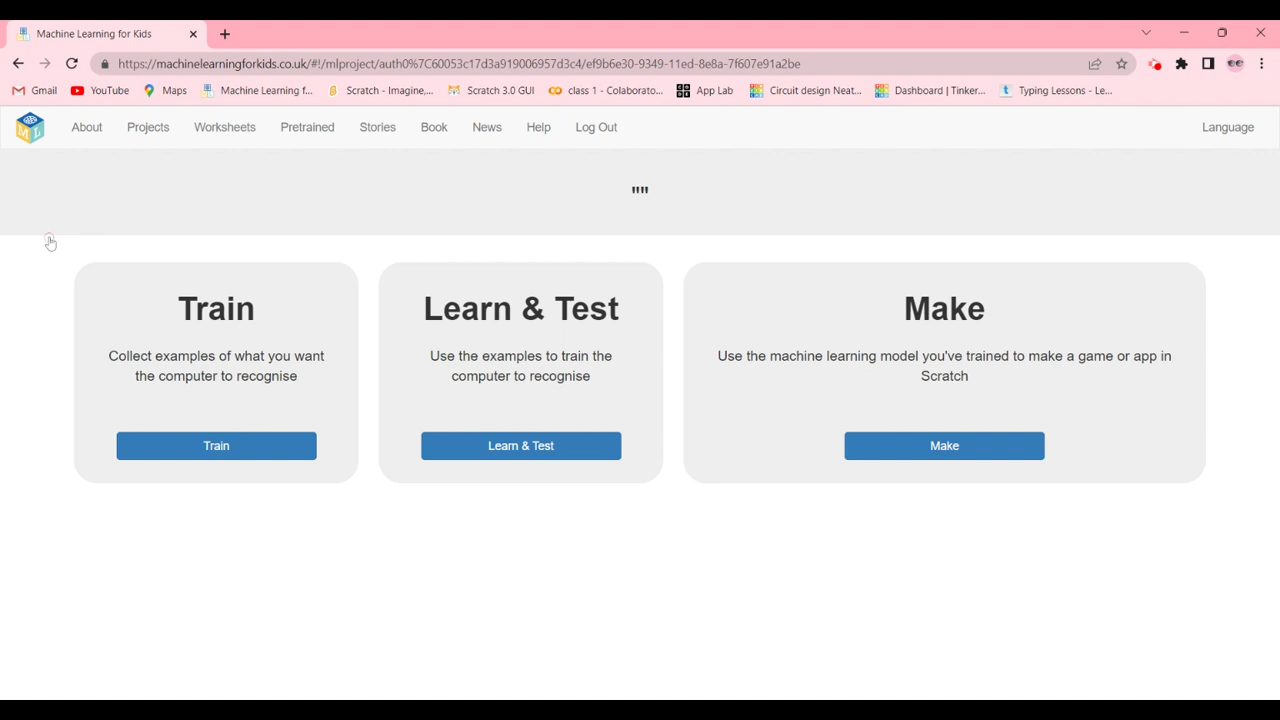 Machine Learning for Kids
https://machinelearningforkids.co.uk/#!/mlproject/auth0%7C60053c17d3a919006957d3c4/ef9b6e30-9349-11ed-8e8a-7f607e91a2be
Gmail YouTube Maps Machine Learning f... Scratch - Imagine,... Scratch 3.0 GUI class 1 - Colaborato... App Lab Circuit design Neat... Dashboard | Tinker... Typing Lessons - Le...
About Projects Worksheets Pretrained Stories Book News Help Log Out Language
""
Train
Collect examples of what you want
the computer to recognise
Train
Learn & Test
Use the examples to train the
computer to recognise
Learn & Test
Make
Use the machine learning model you've trained to make a game or app in
Scratch
Make